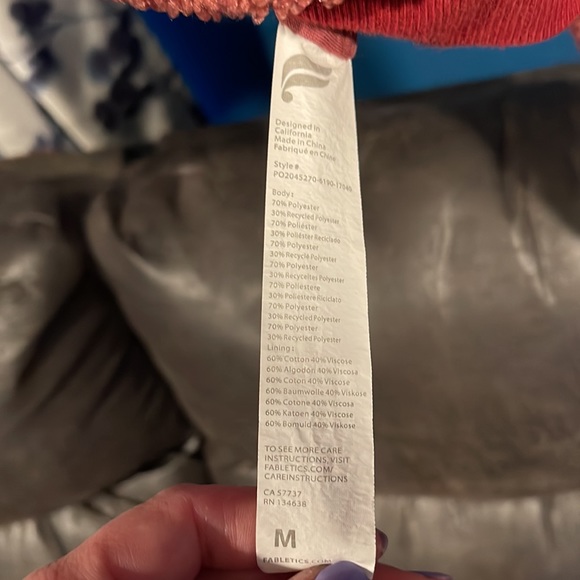 Designed in
California
Made in China
Fabriqué en Chine
Style #
PO2045270-6190-
Body:
70% Polyester
30% Recycled Polyester
70% Poliéster
30% Poliéster Reciclado
70% Polyester
30% Recyclé Polyester
70% Polyester
30% Recyceltes Polyester
70% Poliestere
30% Poliestere Riciclato
70% Polyester
30% Recycled Polyester
70% Polyester
30% Recycled Polyester
Lining:
60% Cotton 40% Viscose
60% Algodon 40% Viscosa
60% Coton 40% Viscose
60% Baumwolle 40% Viskose
60% Cotone 40% Viscosa
60% Katoen 40% Viscose
60% Bomuld 40% Viskose
TO SEE MORE CARE
INSTRUCTIONS, VISIT
FABLETICS.COM/
CAREINSTRUCTIONS
CA 57737
RN 134638
M
FABLETICS.COM